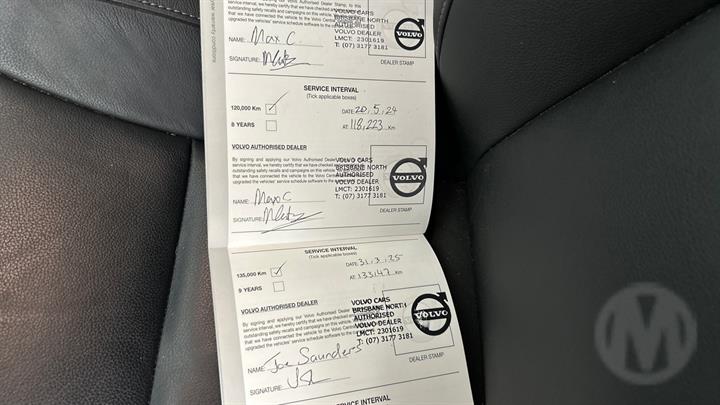 service interval, we hereby certify that we have checked
outstanding safety recalls and campaigns on this vehicle
that we have connected the vehicle to the Volvo Central
upgraded the vehicles' service schedule software to the
VOLVO CARS
BRISBANE NORTH
AUTHORISED
VOLVO DEALER
LMCT: 2301619
T: (07) 3177 3181
VOLVO
NAME: Max C
SIGNATURE:
DEALER STAMP
SERVICE INTERVAL
(Tick applicable boxes)
120,000 Km ✓ DATE 20.5.24
8 YEARS AT 118,223 Km
VOLVO AUTHORISED DEALER
By signing and applying our Volvo Authorised Dealer
service interval, we hereby certify that we have checked
outstanding safety recalls and campaigns on this vehicle
that we have connected the vehicle to the Volvo
upgraded the vehicles' service schedule software to the
VOLVO CARS
BRISBANE NORTH
AUTHORISED
VOLVO DEALER
LMCT: 2301619
T: (07) 3177 3181
VOLVO
NAME: Max C
SIGNATURE:
DEALER STAMP
SERVICE INTERVAL
(Tick applicable boxes)
135,000 Km ✓ DATE 31.3.25
9 YEARS AT 133147 Km
VOLVO AUTHORISED DEALER
By signing and applying our Volvo Authorised
service interval, we hereby certify that we have
outstanding safety recalls and campaigns on this
that we have connected the vehicle to the
upgraded the vehicles' service schedule software to the
VOLVO CARS
BRISBANE NORTH
AUTHORISED
VOLVO DEALER
LMCT: 2301619
T: (07) 3177 3181
VOLVO
NAME: Joe Saunders
SIGNATURE:
DEALER STAMP
SERVICE INTERVAL
M